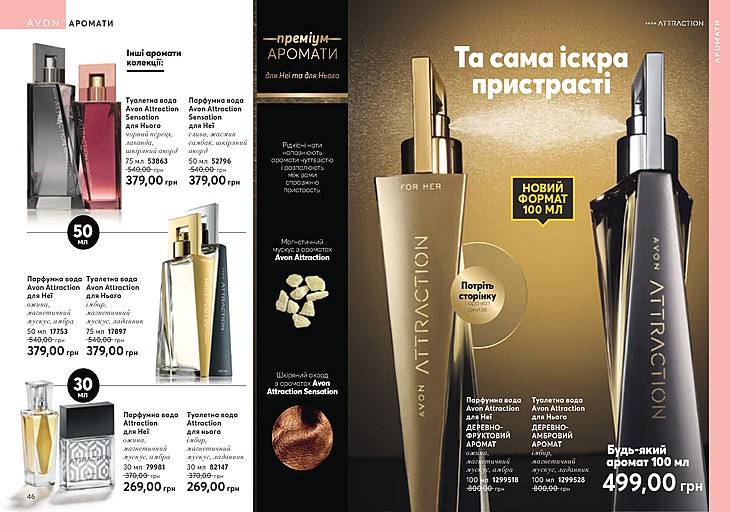 AVON АРОМАТИ
Інші аромати
колекції:
Туалетна вода
Avon Attraction
Sensation
для Нього
чорний перець,
лаванда,
шкіряний акорд
75 мл 53863
540,00 грн
379,00 грн
Парфумна вода
Avon Attraction
Sensation
для Неї
слива, жасмин
самбак, шкіряний
акорд
50 мл 52796
540,00 грн
379,00 грн
50
МЛ
Парфумна вода
Avon Attraction
для Неї
ожина,
магнетичний
мускус, амбра
50 мл 17753
540,00 грн
379,00 грн
Туалетна вода
Avon Attraction
для Нього
імбир,
магнетичний
мускус, ладанник
75 мл 17897
540,00 грн
379,00 грн
30
МЛ
ATTRACTION
Парфумна вода
Attraction
для Неї
ожина,
магнетичний
мускус, амбра
30 мл 79981
370,00 грн
269,00 грн
Туалетна вода
Attraction
для нього
імбир,
магнетичний
мускус, ладанник
30 мл 82147
370,00 грн
269,00 грн
46
преміум
АРОМАТИ
для Неї та для Нього
Рідкісні ноти
наповнюють
аромати чуттєвістю
і розпалюють
між вами
справжню
пристрасть.
Магнетичний
мускус в ароматах
Avon Attraction
Шкіряний акорд
в ароматах Avon
Attraction Sensation
AVON ATTRACTION
АРОМАТИ
Та сама іскра
пристрасті
FOR HER
AVON ATTRACTION
НОВИЙ
ФОРМАТ
100 МЛ
AVON ATTRACTION
Потріть
сторінку
і аромат
оживе
Парфумна вода
Avon Attraction
для Неї
ДЕРЕВНО-
ФРУКТОВИЙ
АРОМАТ
ожина,
магнетичний
мускус, амбра
100 мл 1299518
800,00 грн
Туалетна вода
Avon Attraction
для Нього
ДЕРЕВНО-
АМБРОВИЙ
АРОМАТ
імбир,
магнетичний
мускус, ладанник
100 мл 1299528
800,00 грн
Будь-який
аромат 100 мл
499,00 грн